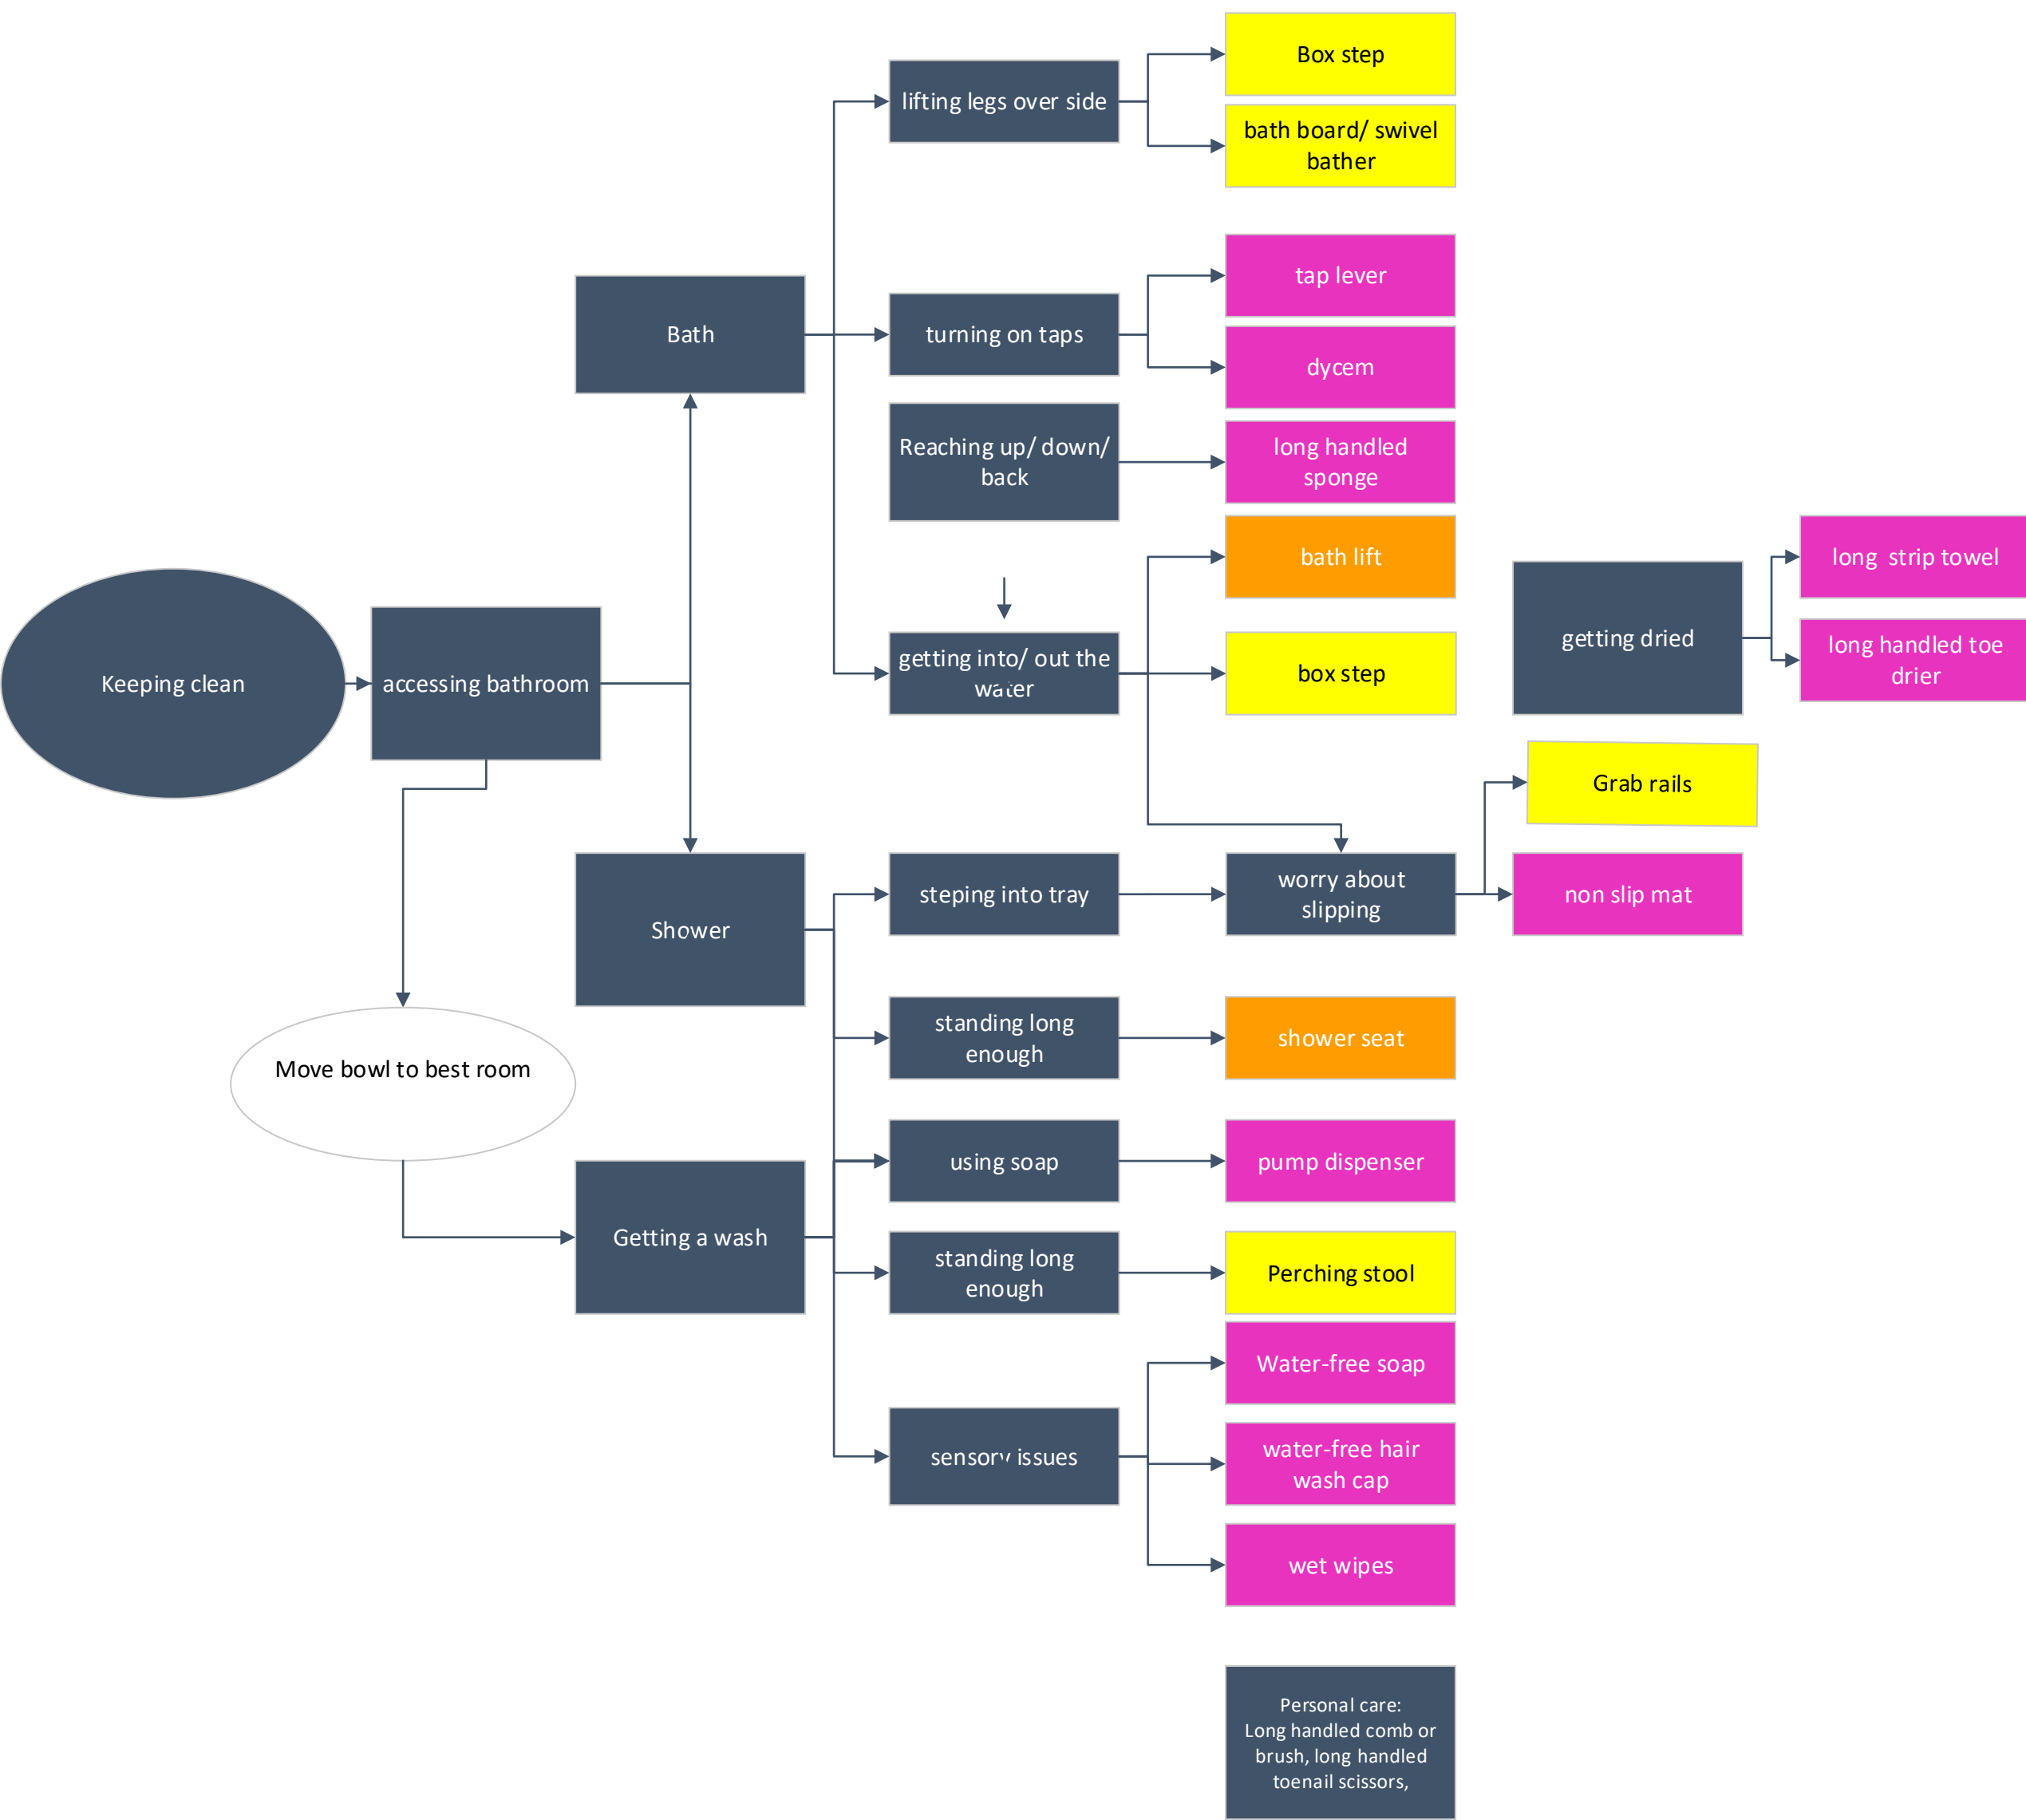 Box step
lifting legs over side
bath board/ swivel
bather
tap lever
Bath
turning on taps
dycem
Reaching up/ down/
back
long handled
sponge
bath lift
long  strip towel
getting dried
long handled toe
drier
Keeping clean
accessing bathroom
getting into/ out the
water
box step
Grab rails
Shower
steping into tray
worry about
slipping
non slip mat
standing long
enough
shower seat
Move bowl to best room
using soap
pump dispenser
Getting a wash
standing long
enough
Perching stool
Water-free soap
sensory issues
water-free hair
wash cap
wet wipes
Personal care:
Long handled comb or
brush, long handled
toenail scissors,